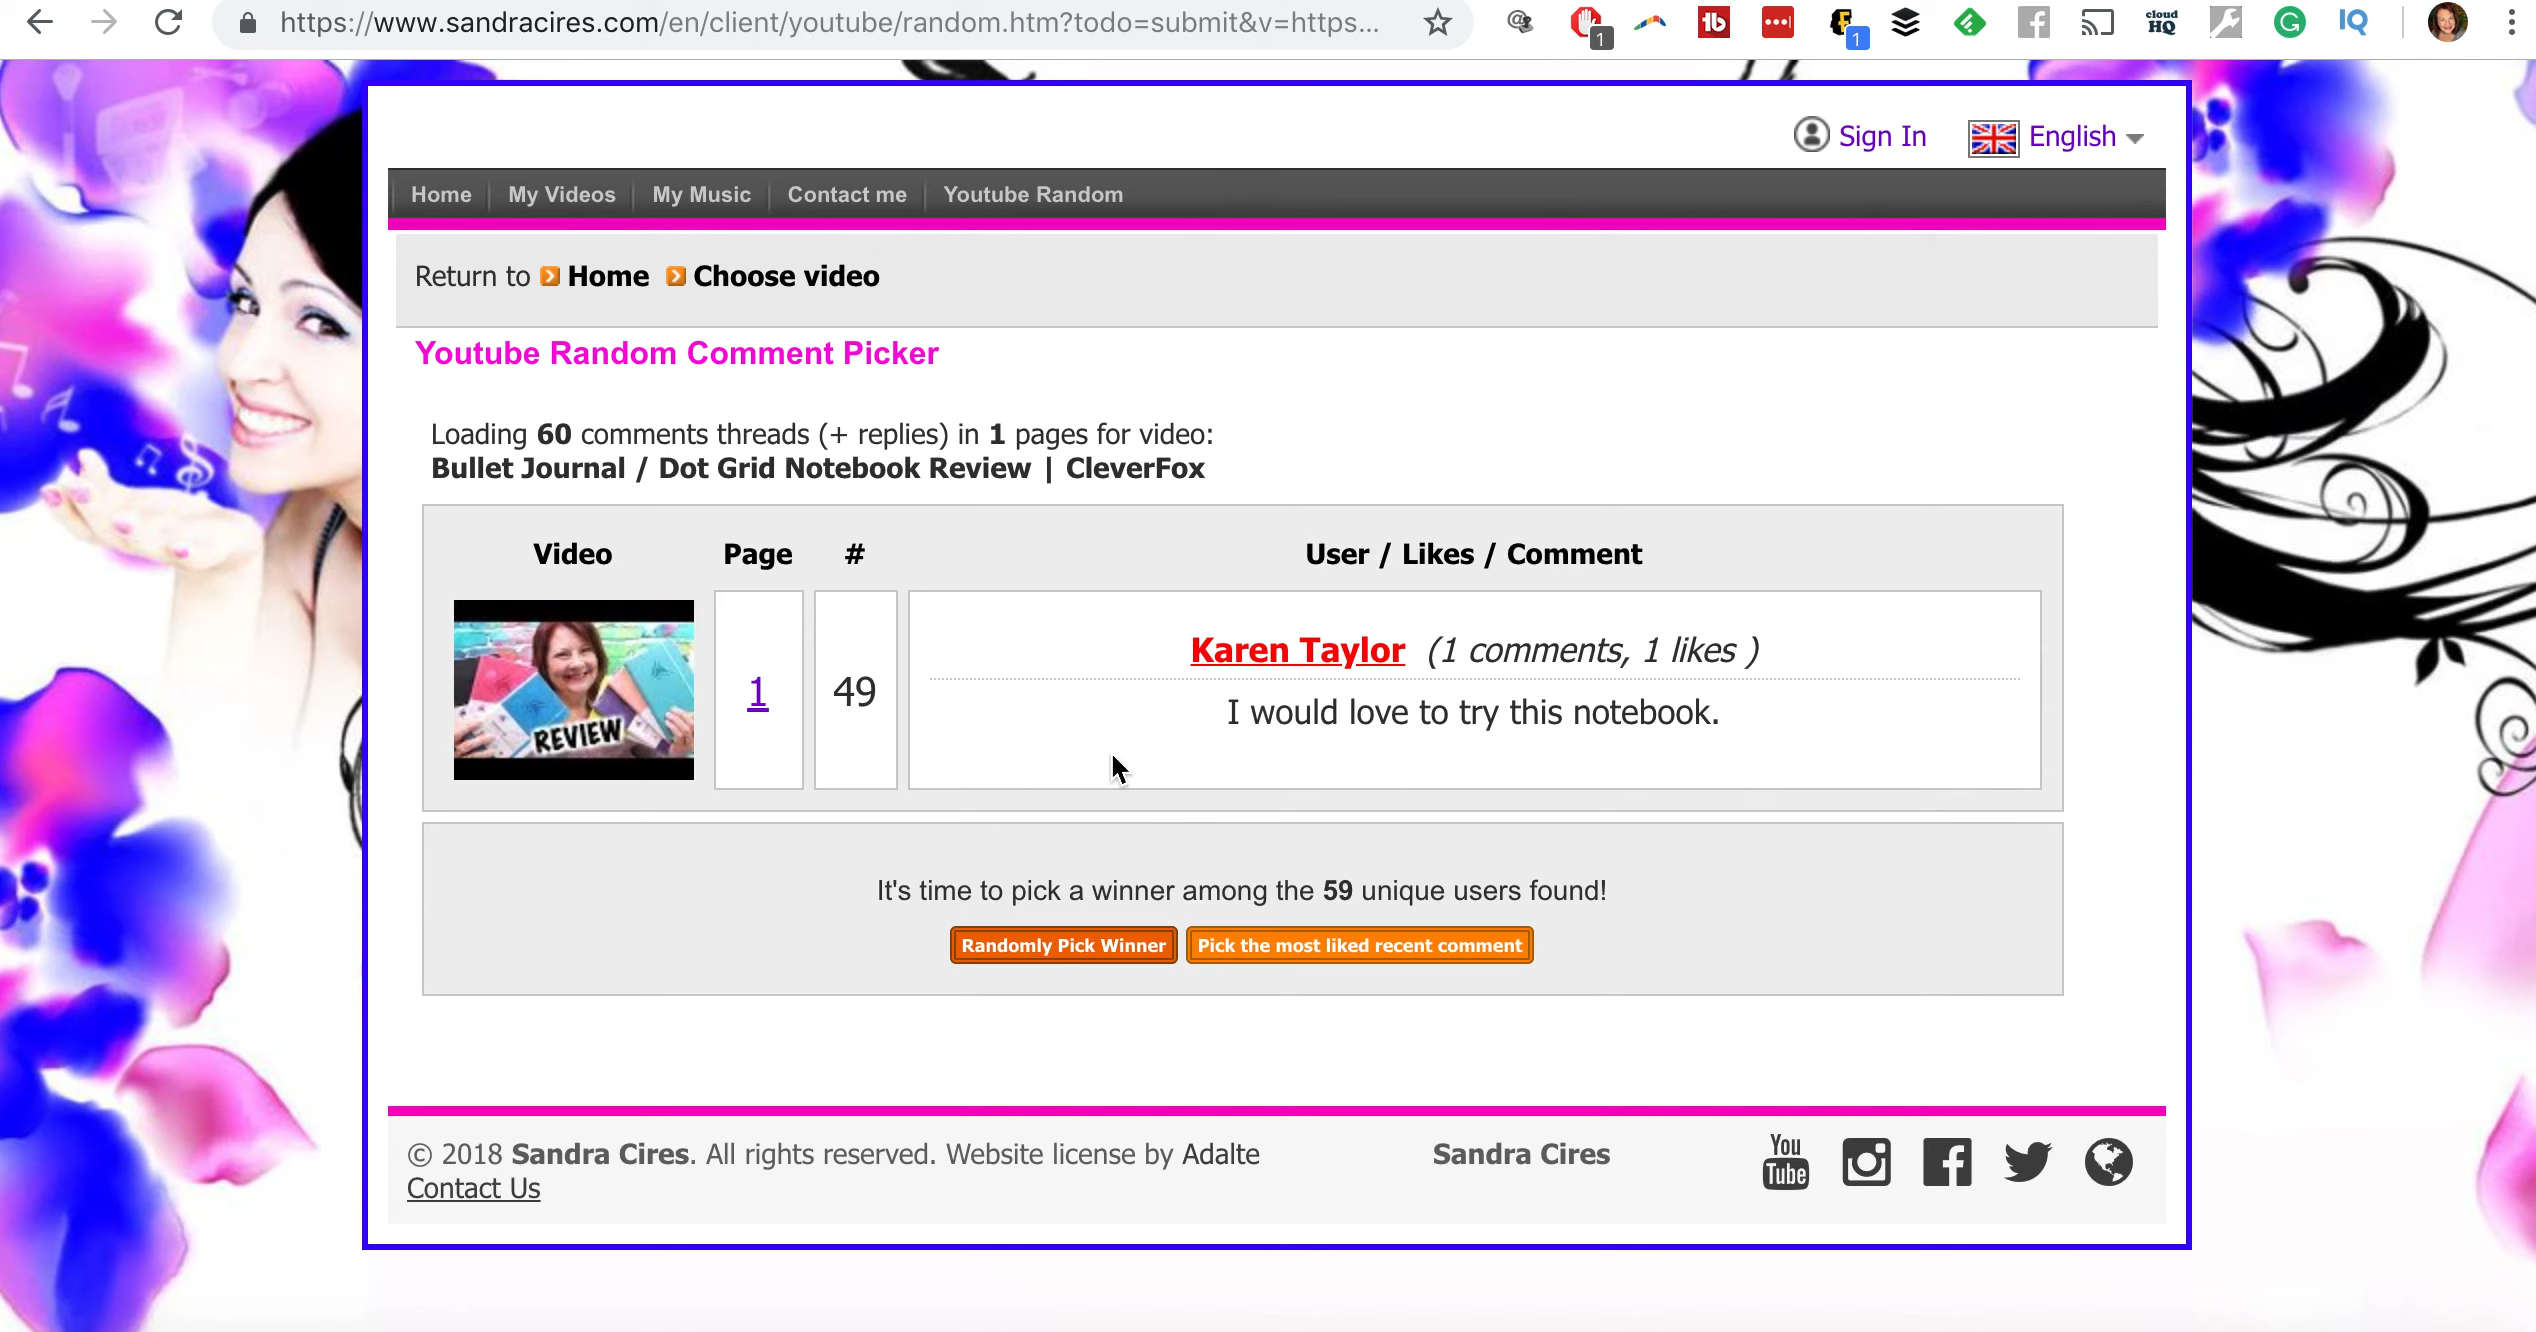 https://www.sandracires.com/en/client/youtube/random.htm?todo=submit&v=https...
1
1
cloud HQ
IQ
Sign In English
Home My Videos My Music Contact me Youtube Random
Return to Home Choose video
Youtube Random Comment Picker
Loading 60 comments threads (+ replies) in 1 pages for video:
Bullet Journal / Dot Grid Notebook Review | CleverFox
Video Page # User / Likes / Comment
REVIEW
1
49
Karen Taylor (1 comments, 1 likes )
I would love to try this notebook.
It's time to pick a winner among the 59 unique users found!
Randomly Pick Winner Pick the most liked recent comment
© 2018 Sandra Cires. All rights reserved. Website license by Adalte
Contact Us
Sandra Cires
You
Tube